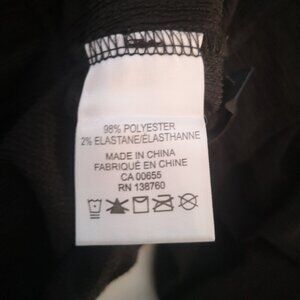 98% POLYESTER
2% ELASTANE/ÉLASTHANNE
MADE IN CHINA
FABRIQUÉ EN CHINE
CA 00655
RN 138760